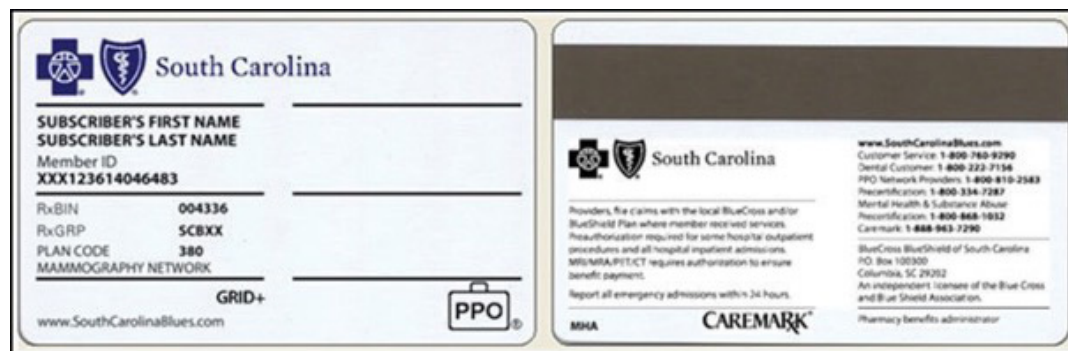 South Carolina
SUBSCRIBER'S FIRST NAME
SUBSCRIBER'S LAST NAME
Member ID
XXX123614046483
RxBIN 004336
RxGRP SCBXX
PLAN CODE 380
MAMMOGRAPHY NETWORK
GRID+
www.SouthCarolinaBlues.com
PPO®
South Carolina
Providers, file claims with the local BlueCross and/or
BlueShield Plan where member received services.
Preauthorization required for some hospital outpatient
procedures and all hospital inpatient admissions.
MRI/MRA/PET/CT requires authorization to ensure
benefit payment.
Report all emergency admissions within 24 hours.
MHA
CAREMARK
www.SouthCarolinaBlues.com
Customer Service: 1-800-760-9290
Dental Customer: 1-800-222-7156
PPO Network Providers: 1-800-810-2583
Precertification: 1-800-334-7287
Mental Health & Substance Abuse
Precertification: 1-800-868-1032
Caremark: 1-888-963-7290
BlueCross BlueShield of South Carolina
P.O. Box 100300
Columbia, SC 29202
An independent licensee of the Blue Cross
and Blue Shield Association.
Pharmacy benefits administrator